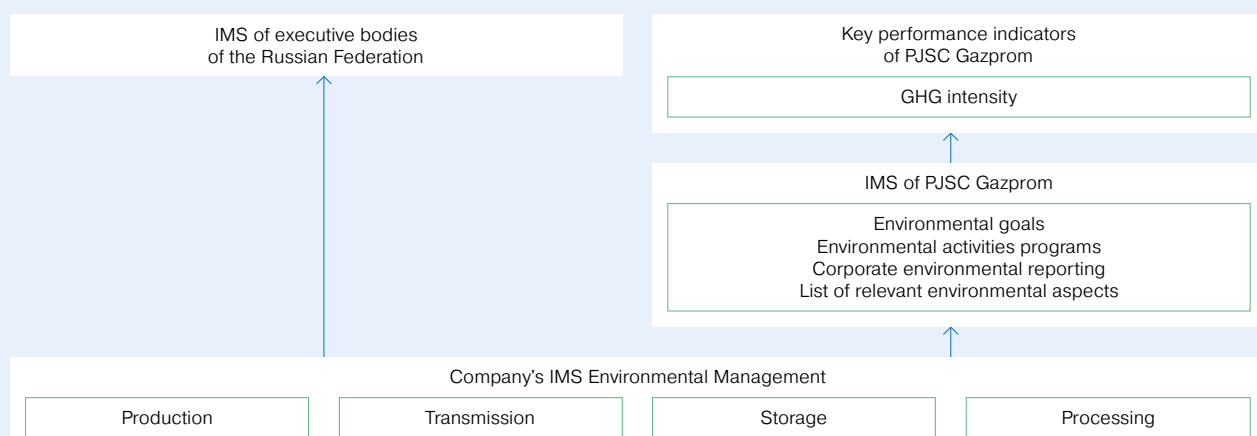 IMS of executive bodies
of the Russian Federation
Key performance indicators
of PJSC Gazprom
GHG intensity
IMS of PJSC Gazprom
Environmental goals
Environmental activities programs
Corporate environmental reporting
List of relevant environmental aspects
Company's IMS Environmental Management
Production
Transmission
Storage
Processing